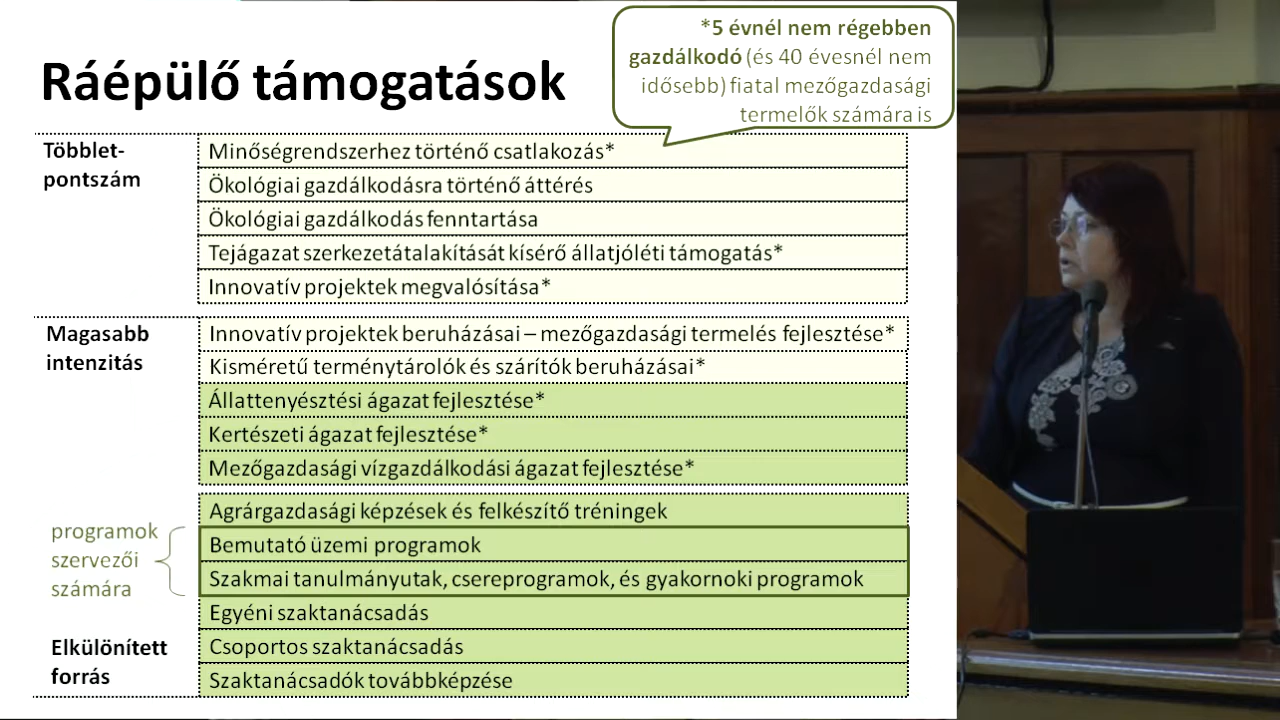 Ráépülő támogatások
*5 évnél nem régebben
gazdálkodó (és 40 évesnél nem
idősebb) fiatal mezőgazdasági
termelők számára is
Többlet-
pontszám
Minőségrendszerhez történő csatlakozás*
Ökológiai gazdálkodásra történő áttérés
Ökológiai gazdálkodás fenntartása
Tejágazat szerkezetátalakítását kísérő állatjóléti támogatás*
Innovatív projektek megvalósítása*
Magasabb
intenzitás
Innovatív projektek beruházásai – mezőgazdasági termelés fejlesztése*
Kisméretű terménytárolók és szárítók beruházásai*
Állattenyésztési ágazat fejlesztése*
Kertészeti ágazat fejlesztése*
Mezőgazdasági vízgazdálkodási ágazat fejlesztése*
programok
szervezői
számára
Elkülönített
forrás
Agrárgazdasági képzések és felkészítő tréningek
Bemutató üzemi programok
Szakmai tanulmányutak, csereprogramok, és gyakornoki programok
Egyéni szaktanácsadás
Csoportos szaktanácsadás
Szaktanácsadók továbbképzése